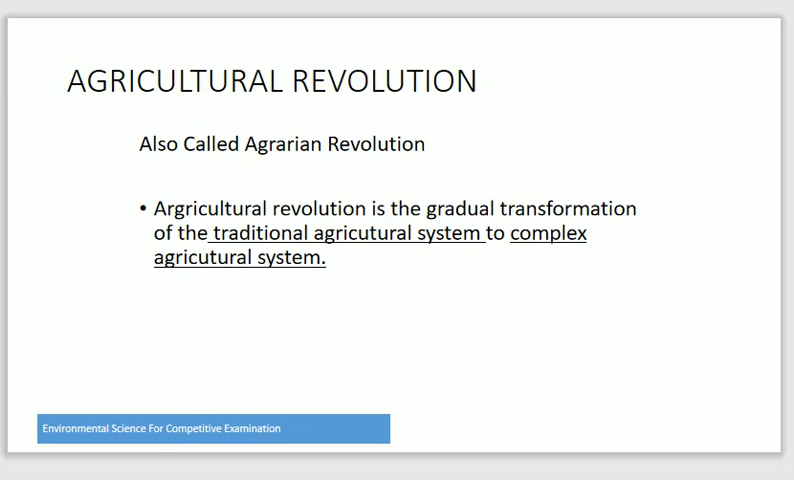 AGRICULTURAL REVOLUTION
Also Called Agrarian Revolution
• Argricultural revolution is the gradual transformation
of the traditional agricutural system to complex
agricutural system.
Environmental Science For Competitive Examination